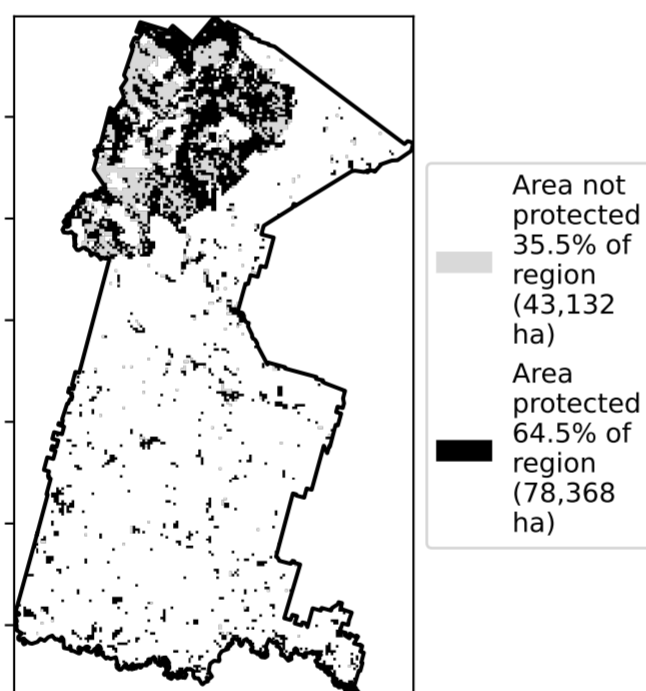 Area not
protected
35.5% of
region
(43,132
ha)
Area
protected
64.5% of
region
(78,368
ha)